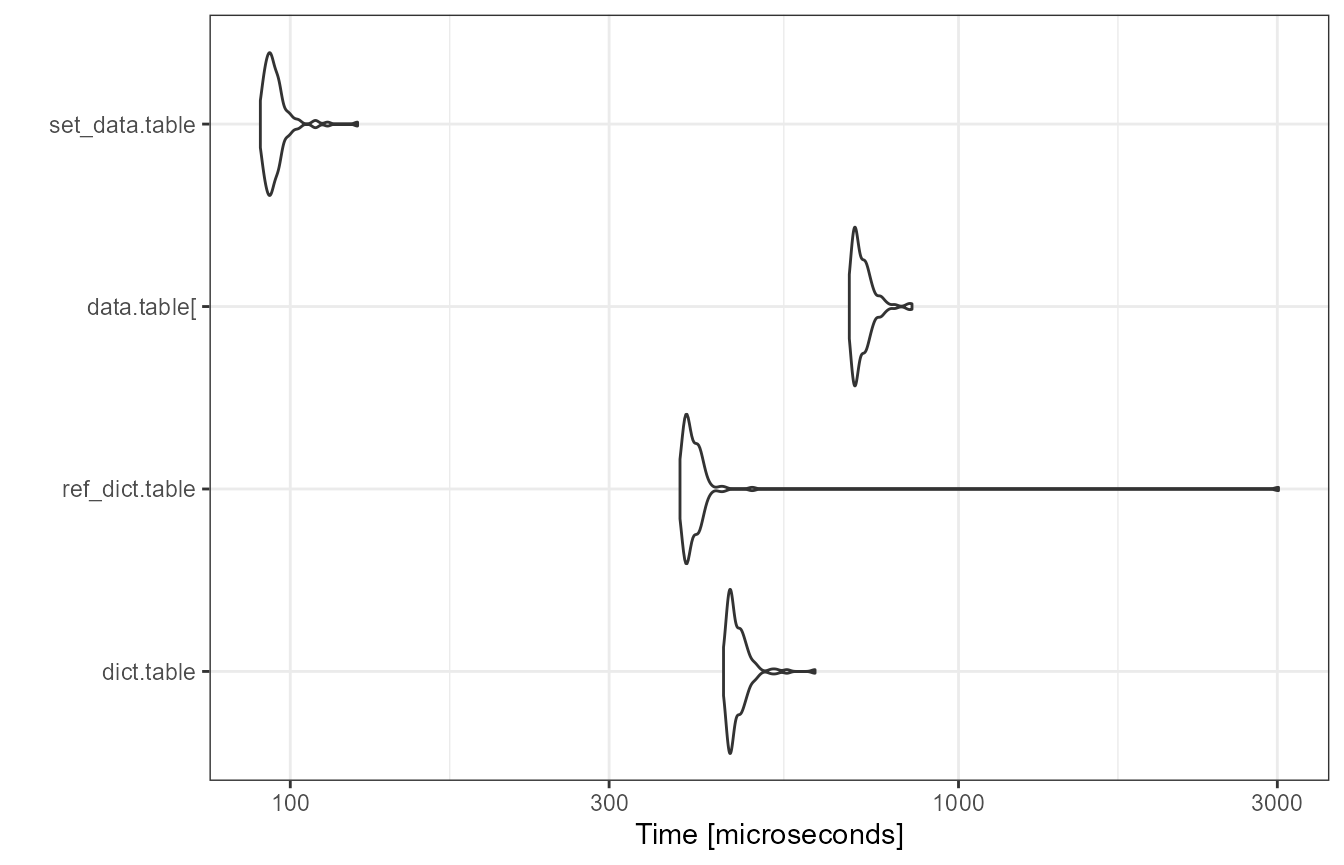 set_data.table
data.table[
ref_dict.table
dict.table
100 300 1000 3000
Time [microseconds]